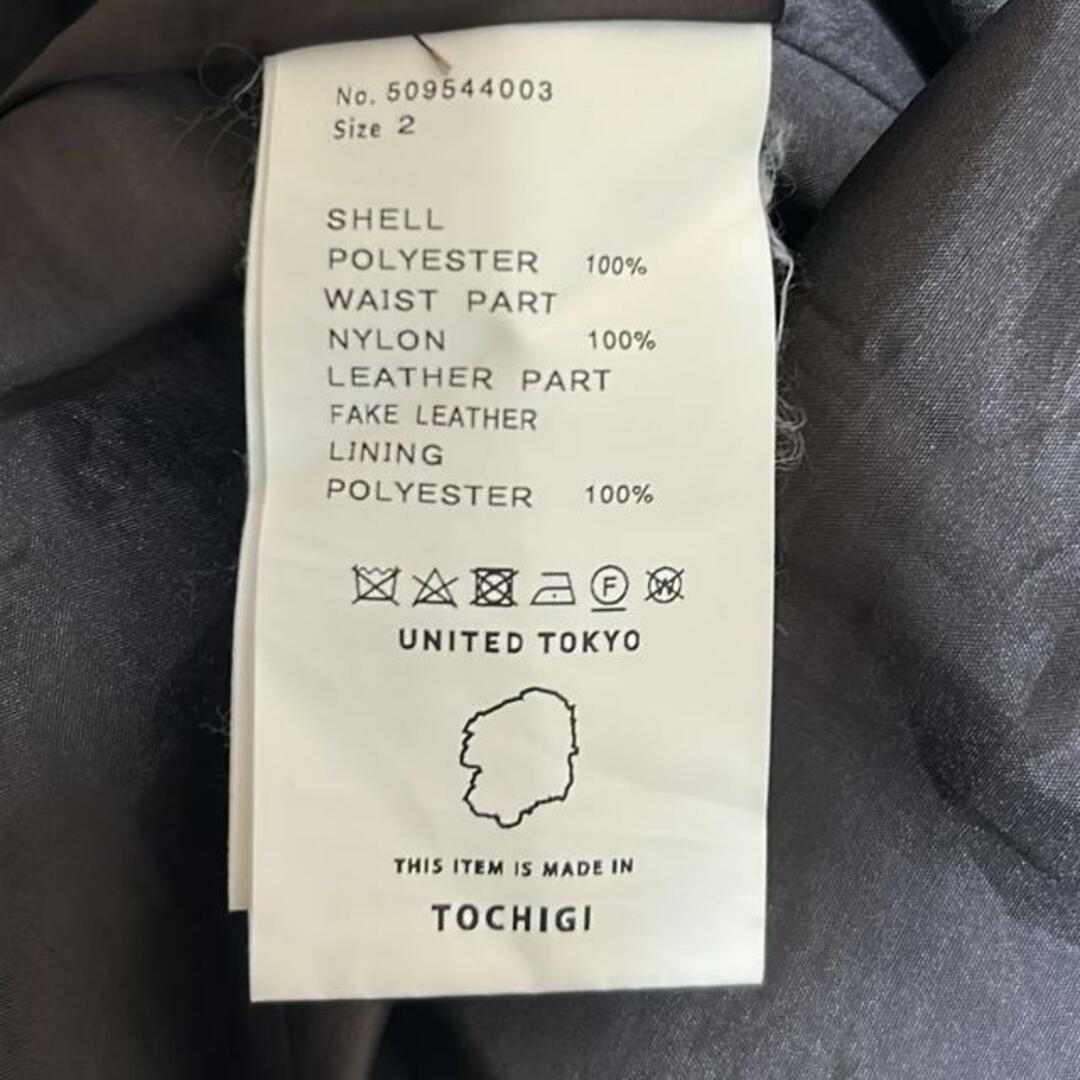 No. 509544003
Size 2
SHELL
POLYESTER 100%
WAIST PART
NYLON 100%
LEATHER PART
FAKE LEATHER
LINING
POLYESTER 100%
F W
UNITED TOKYO
THIS ITEM IS MADE IN
TOCHIGI